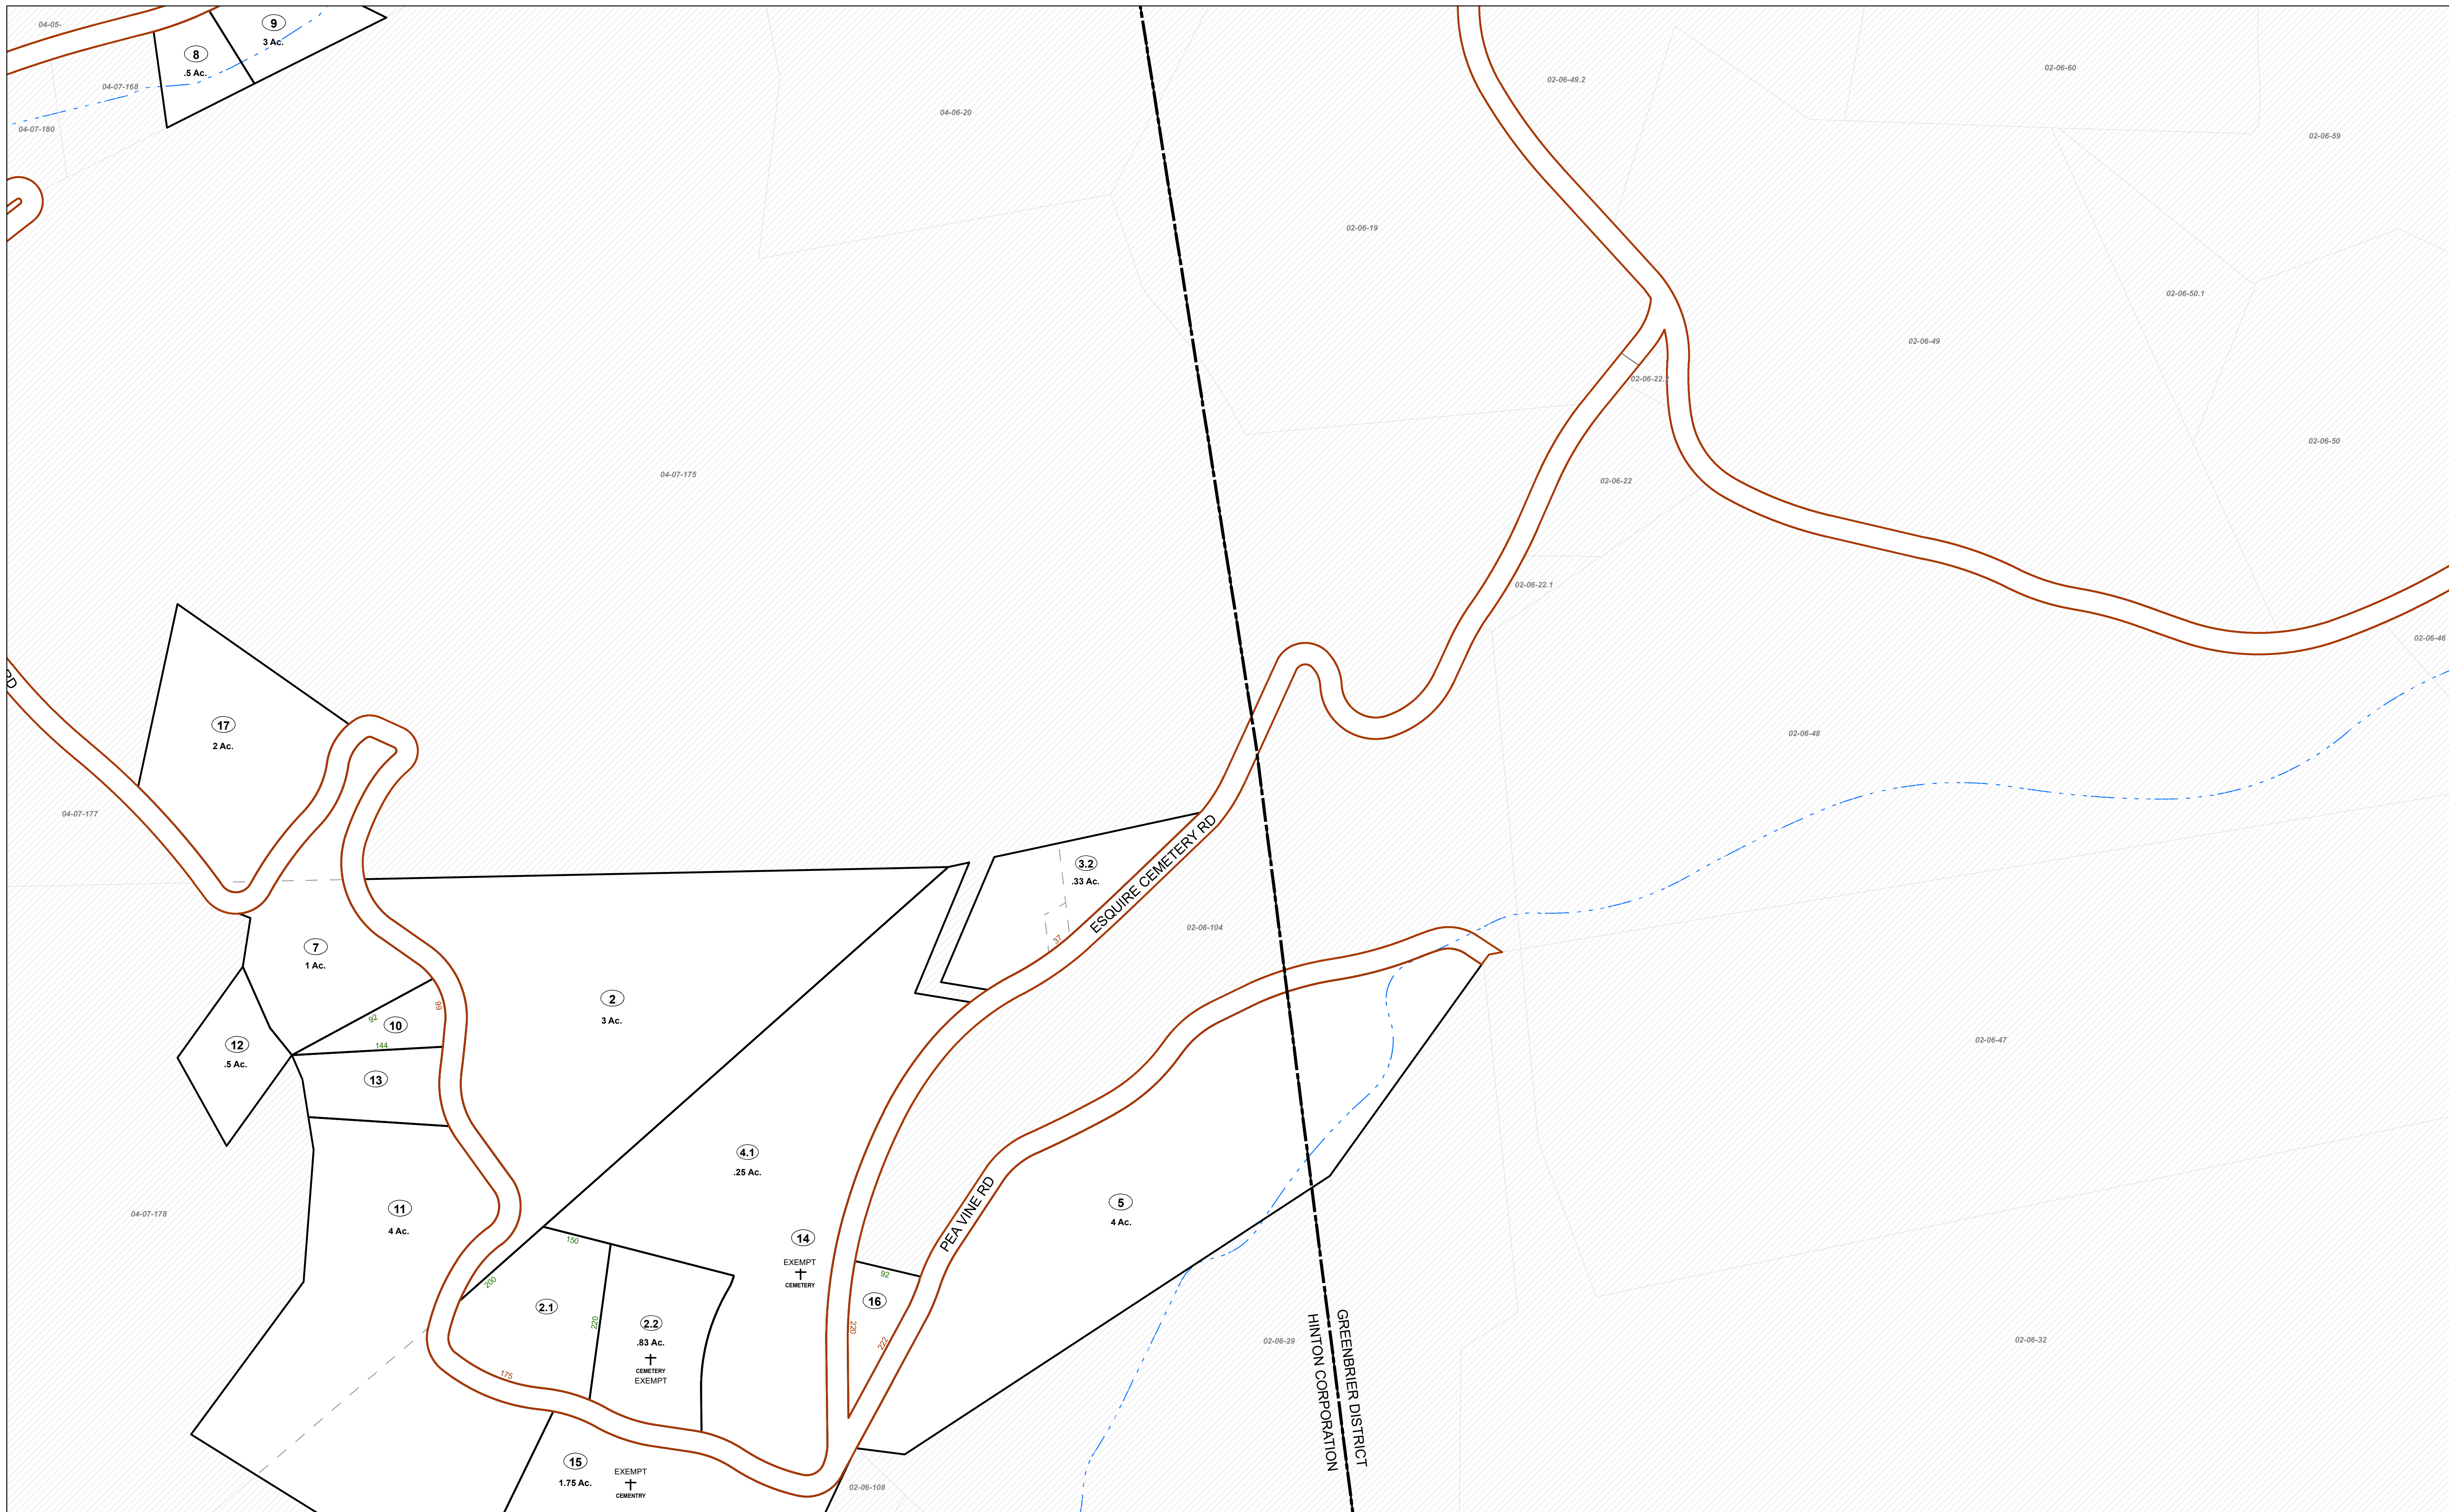 04-05-
9
3 Ac.
8
.5 Ac.
04-07-168
04-07-180
04-06-20
02-06-49.2
02-06-60
02-06-59
02-06-19
02-06-50.1
02-06-49
02-06-22.
02-06-50
04-07-175
02-06-22
02-06-22.1
02-06-46
RD
17
2 Ac.
02-06-48
04-07-177
3.2
.33 Ac.
ESQUIRE CEMETERY RD
37
02-06-104
7
1 Ac.
2
3 Ac.
99
92
10
144
12
.5 Ac.
13
02-06-47
4.1
.25 Ac.
11
4 Ac.
04-07-178
5
4 Ac.
PEA VINE RD
14
EXEMPT
CEMETERY
150
200
92
16
220
222
2.1
220
2.2
.83 Ac.
CEMETERY
EXEMPT
175
02-06-29
GREENBRIER DISTRICT
HINTON CORPORATION
02-06-32
15
1.75 Ac.
EXEMPT
CEMENTRY
02-06-108